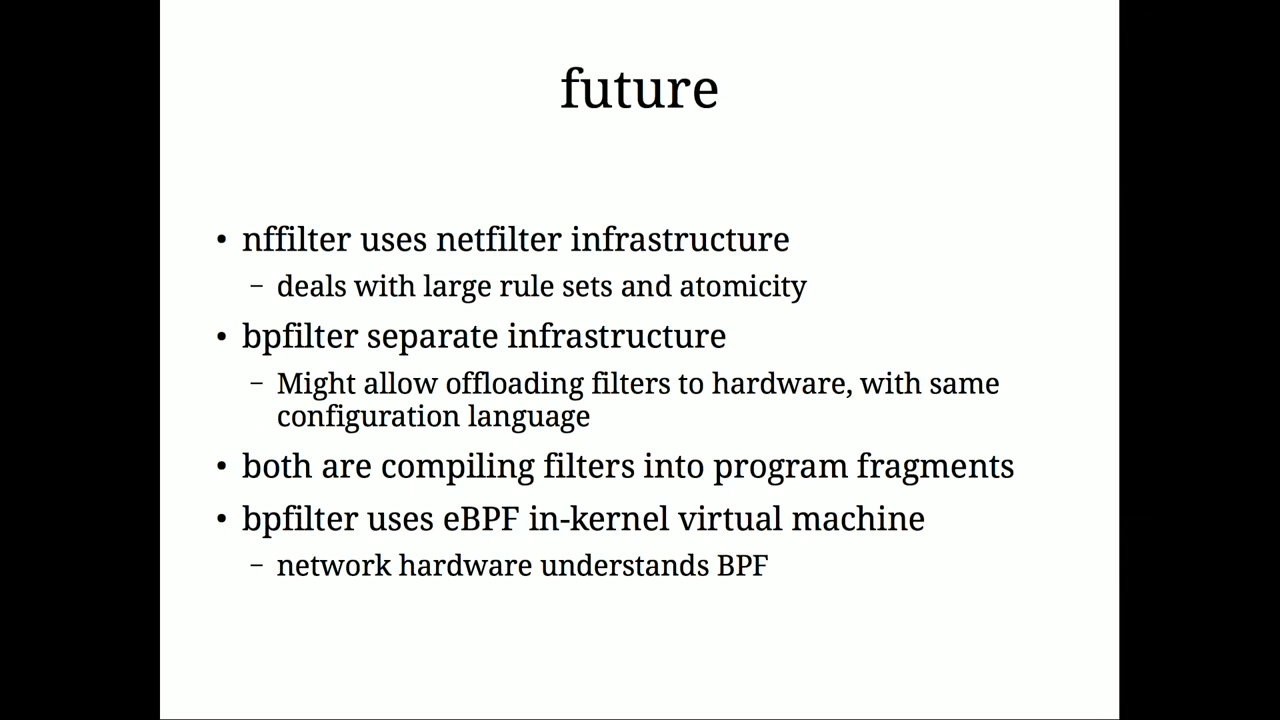 future
• nffilter uses netfilter infrastructure
– deals with large rule sets and atomicity
• bpfilter separate infrastructure
– Might allow offloading filters to hardware, with same
configuration language
• both are compiling filters into program fragments
• bpfilter uses eBPF in-kernel virtual machine
– network hardware understands BPF